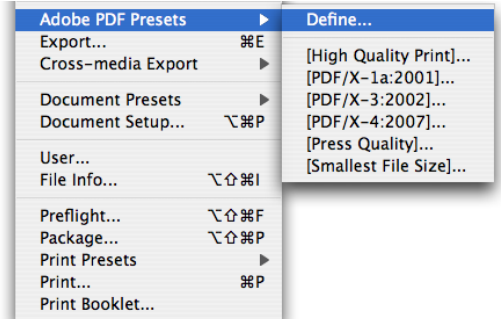 Adobe PDF Presets
Export... ⌘E
Cross-media Export
Document Presets
Document Setup... ⌥⌘P
User...
File Info... ⌥⇧⌘I
Preflight... ⌥⇧⌘F
Package... ⌥⇧⌘P
Print Presets
Print... ⌘P
Print Booklet...
Define...
[High Quality Print]...
[PDF/X-1a:2001]...
[PDF/X-3:2002]...
[PDF/X-4:2007]...
[Press Quality]...
[Smallest File Size]...